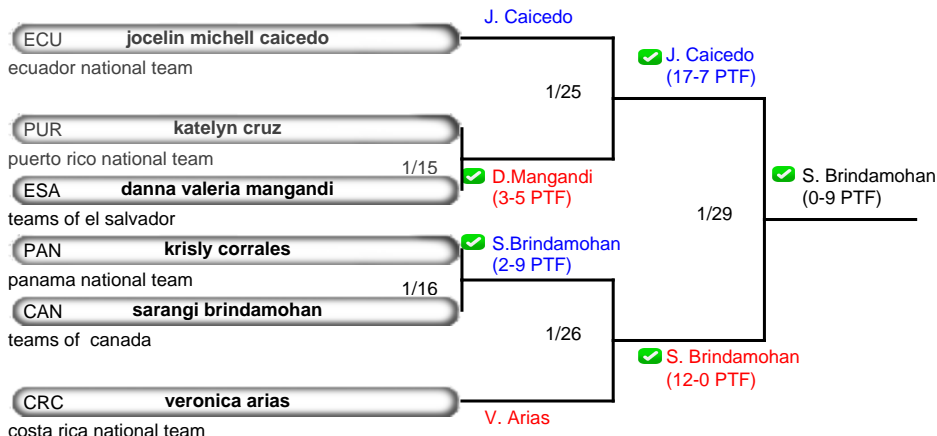 J. Caicedo
ECU jocelin michell caicedo
ecuador national team
J. Caicedo
(17-7 PTF)
1/25
PUR katelyn cruz
puerto rico national team
1/15
D.Mangandi
(3-5 PTF)
ESA danna valeria mangandi
teams of el salvador
S. Brindamohan
(0-9 PTF)
1/29
PAN krisly corrales
panama national team
S.Brindamohan
(2-9 PTF)
1/16
CAN sarangi brindamohan
teams of canada
1/26
S. Brindamohan
(12-0 PTF)
CRC veronica arias
V. Arias
costa rica national team